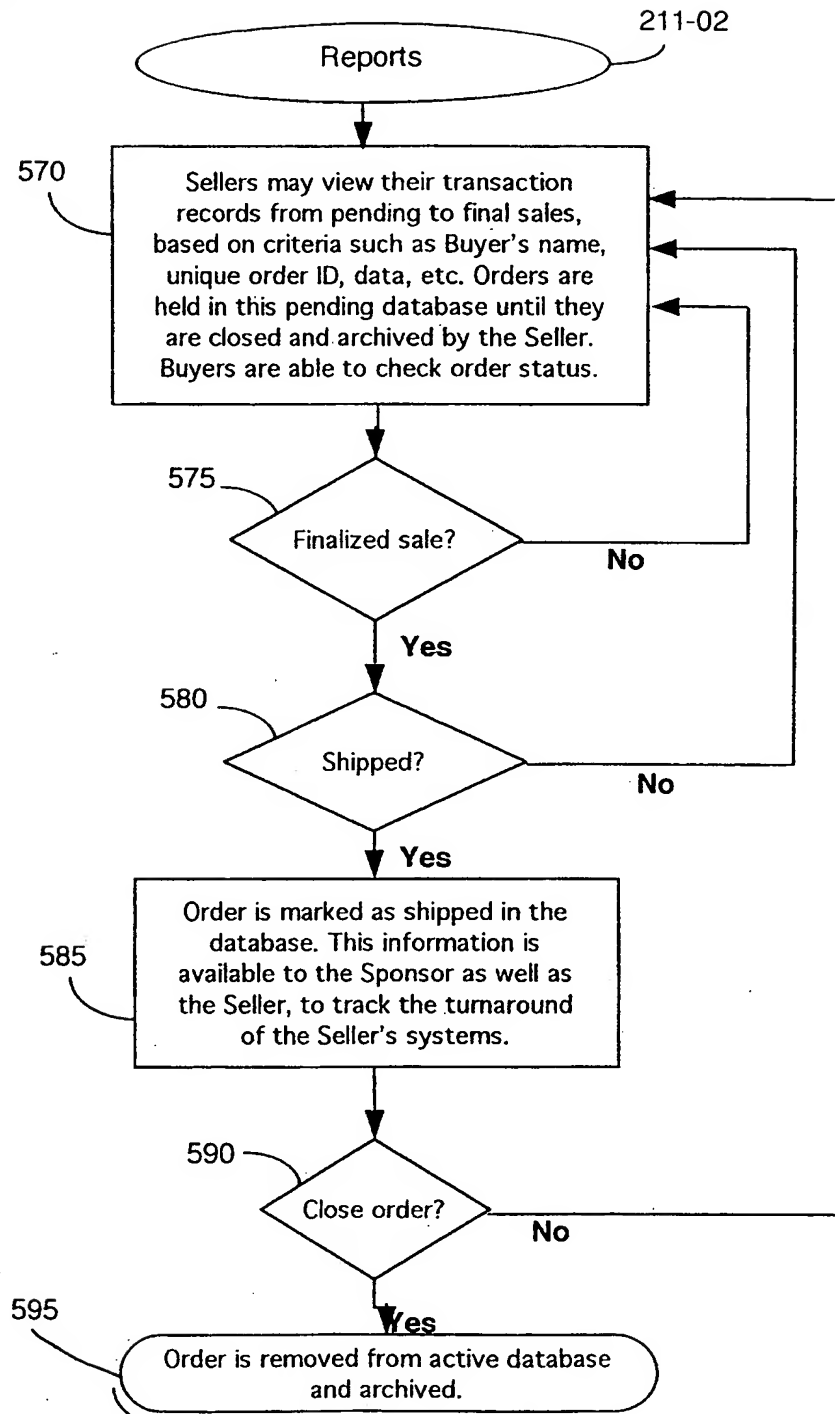 211-02
Reports
570
Sellers may view their transaction
records from pending to final sales,
based on criteria such as Buyer's name,
unique order ID, data, etc. Orders are
held in this pending database until they
are closed and archived by the Seller.
Buyers are able to check order status.
575
Finalized sale?
No
Yes
580
Shipped?
No
Yes
585
Order is marked as shipped in the
database. This information is
available to the Sponsor as well as
the Seller, to track the turnaround
of the Seller's systems.
590
Close order?
No
Yes
595
Order is removed from active database
and archived.